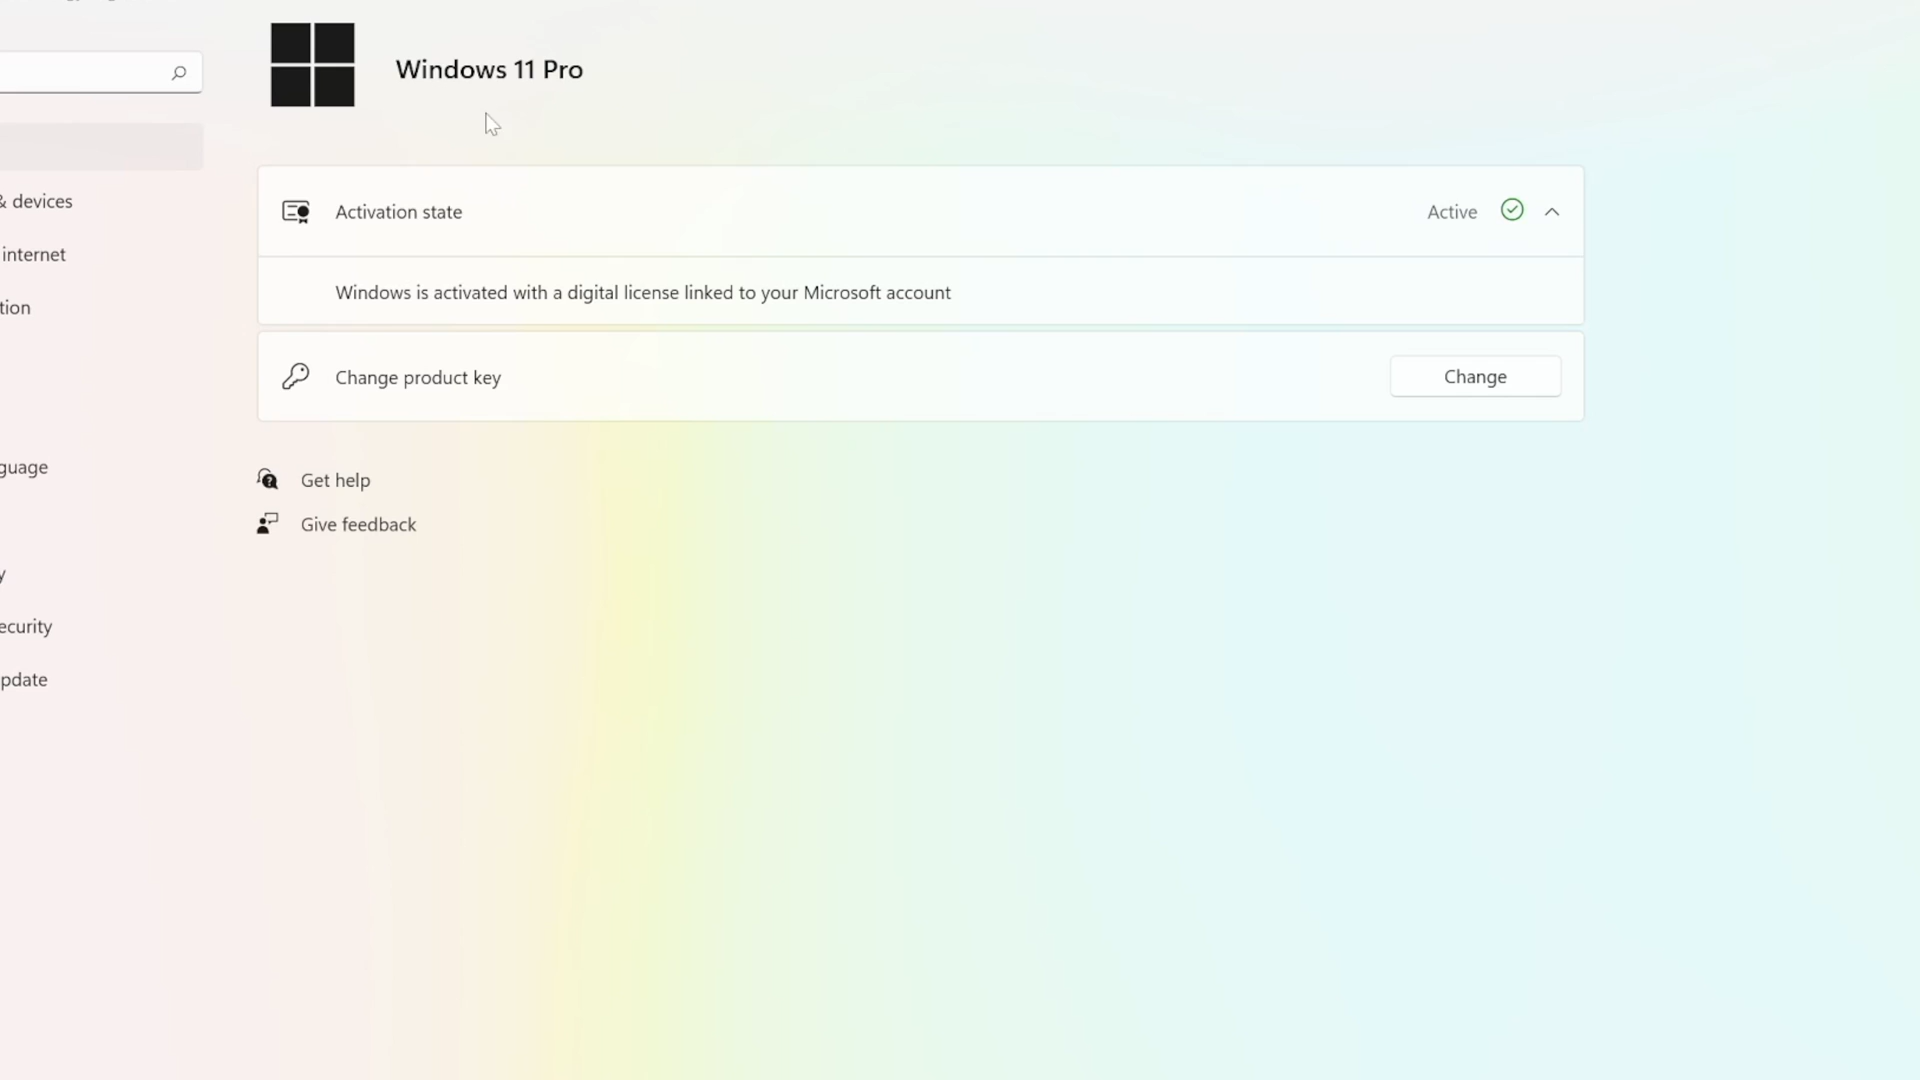 Windows 11 Pro
Activation state
Active
Windows is activated with a digital license linked to your Microsoft account
Change product key
Change
Get help
Give feedback
& devices
internet
tion
guage
y
ecurity
pdate